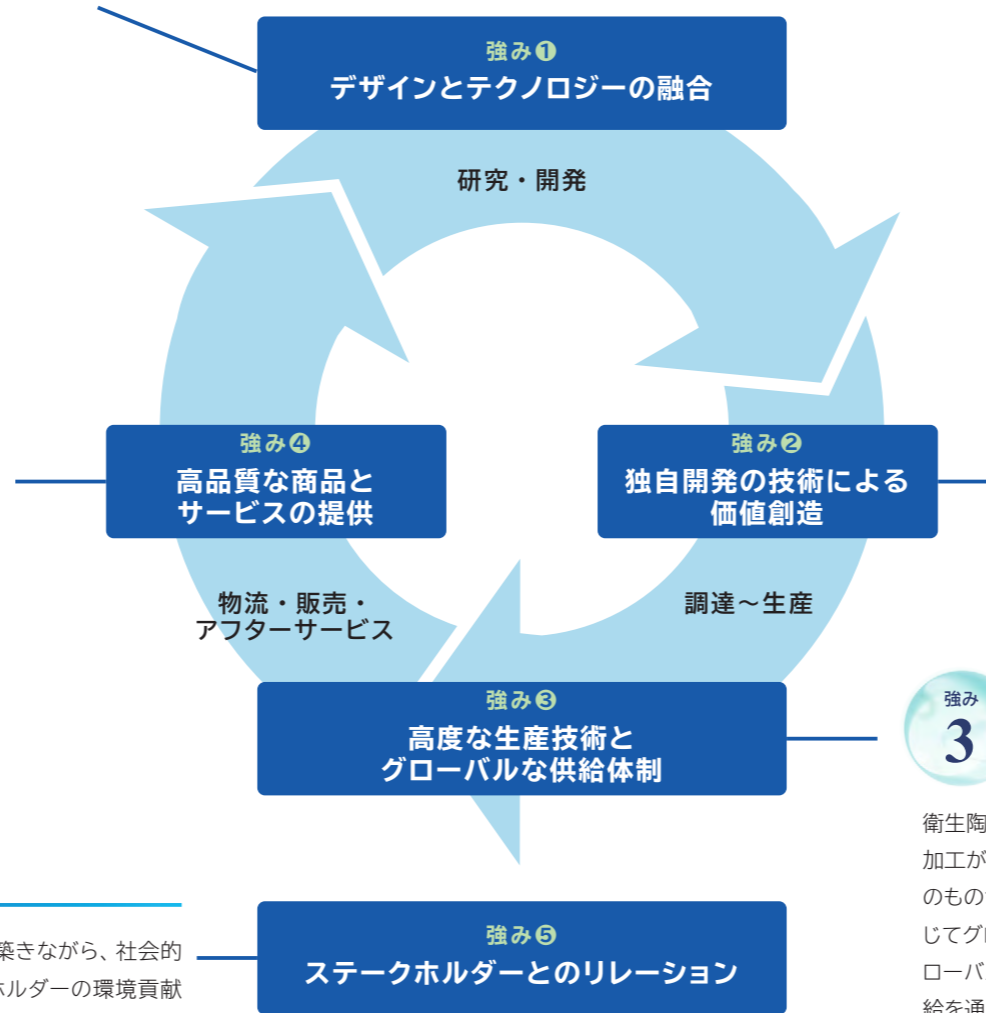 強み❶
デザインとテクノロジーの融合
研究・開発
強み❹
高品質な商品と
サービスの提供
強み❷
独自開発の技術による
価値創造
物流・販売・
アフターサービス
調達～生産
強み❸
高度な生産技術と
グローバルな供給体制
強み
3
衛生陶
加工が
のもの
じてグ
ローバ
給を通
築きながら、社会的
ホルダーの環境貢献
強み❺
ステークホルダーとのリレーション